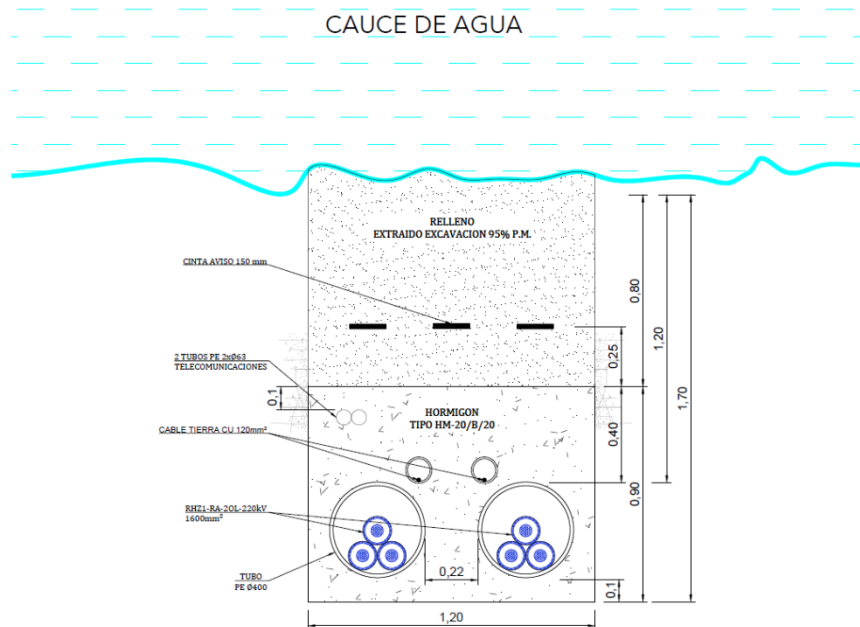 CAUCE DE AGUA
RELLENO
EXTRAIDO EXCAVACION 95% P.M.
CINTA AVISO 150 mm
0,80
1,20
0,25
1,70
2 TUBOS PE 2xØ63
TELECOMUNICACIONES
0,1
HORMIGON
TIPO HM-20/B/20
0,40
CABLE TIERRA CU 120mm²
0,90
RHZ1-RA-2OL-220kV
1600mm²
TUBO
PE Ø400
0,22
0,1
1,20